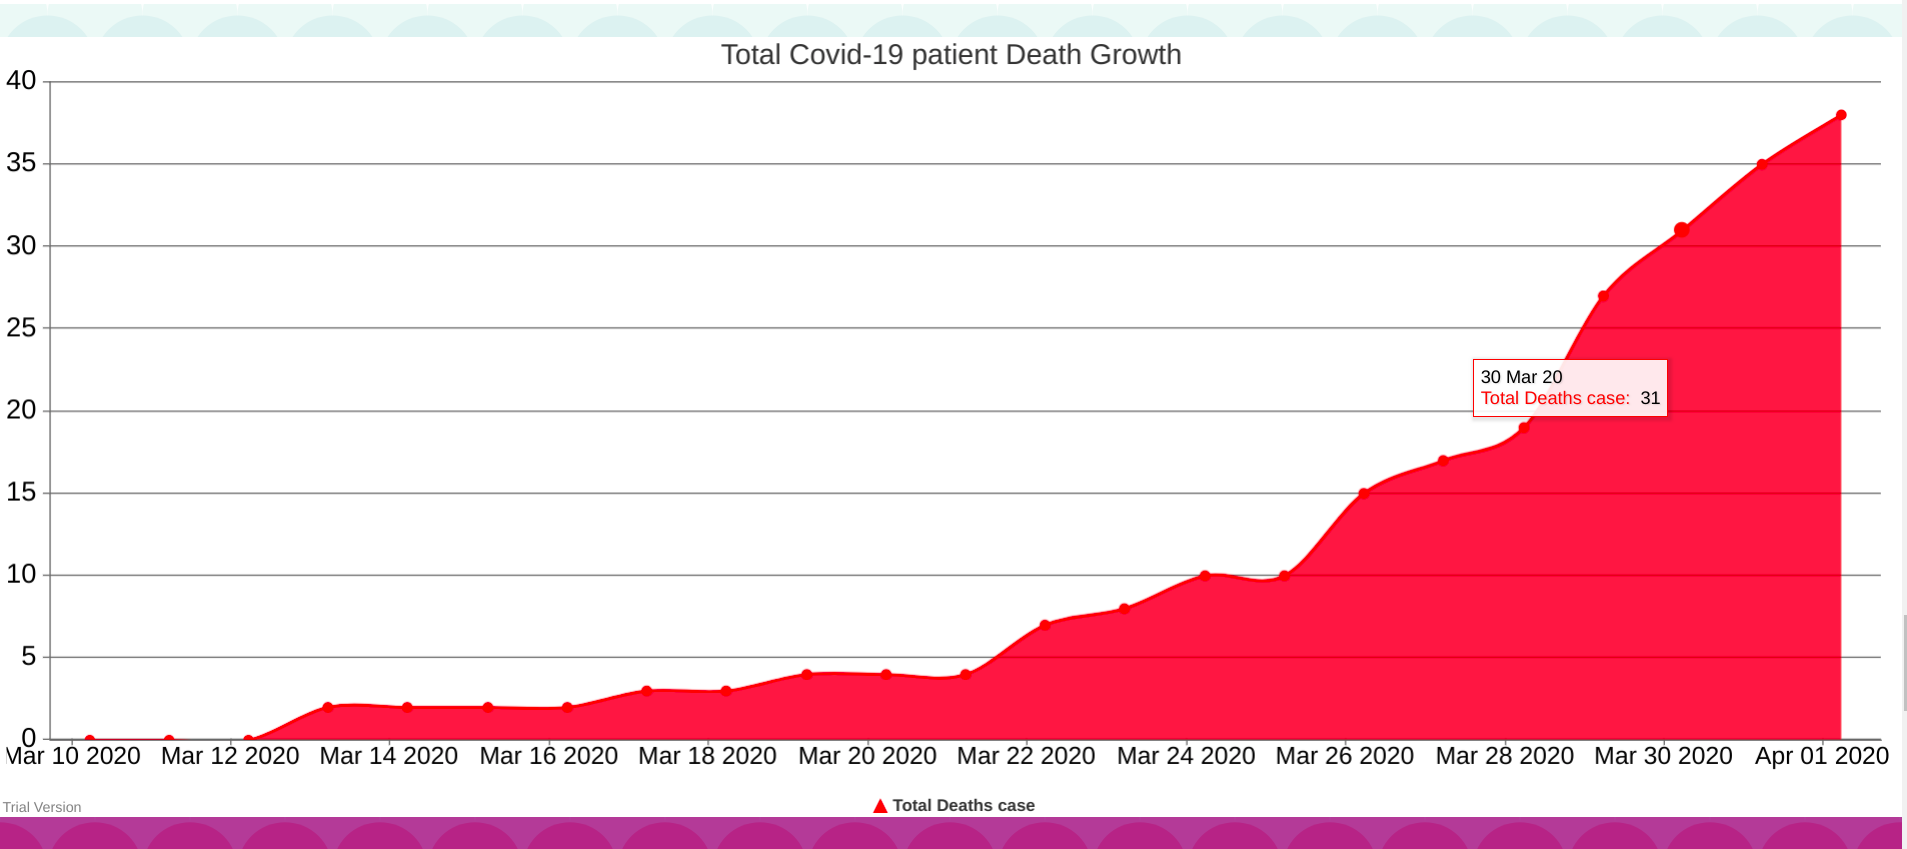 Total Covid-19 patient Death Growth
40
35
30
25
20
15
10
5
0
30 Mar 20
Total Deaths case: 31
Mar 10 2020 Mar 12 2020 Mar 14 2020 Mar 16 2020 Mar 18 2020 Mar 20 2020 Mar 22 2020 Mar 24 2020 Mar 26 2020 Mar 28 2020 Mar 30 2020 Apr 01 2020
Trial Version
Total Deaths case